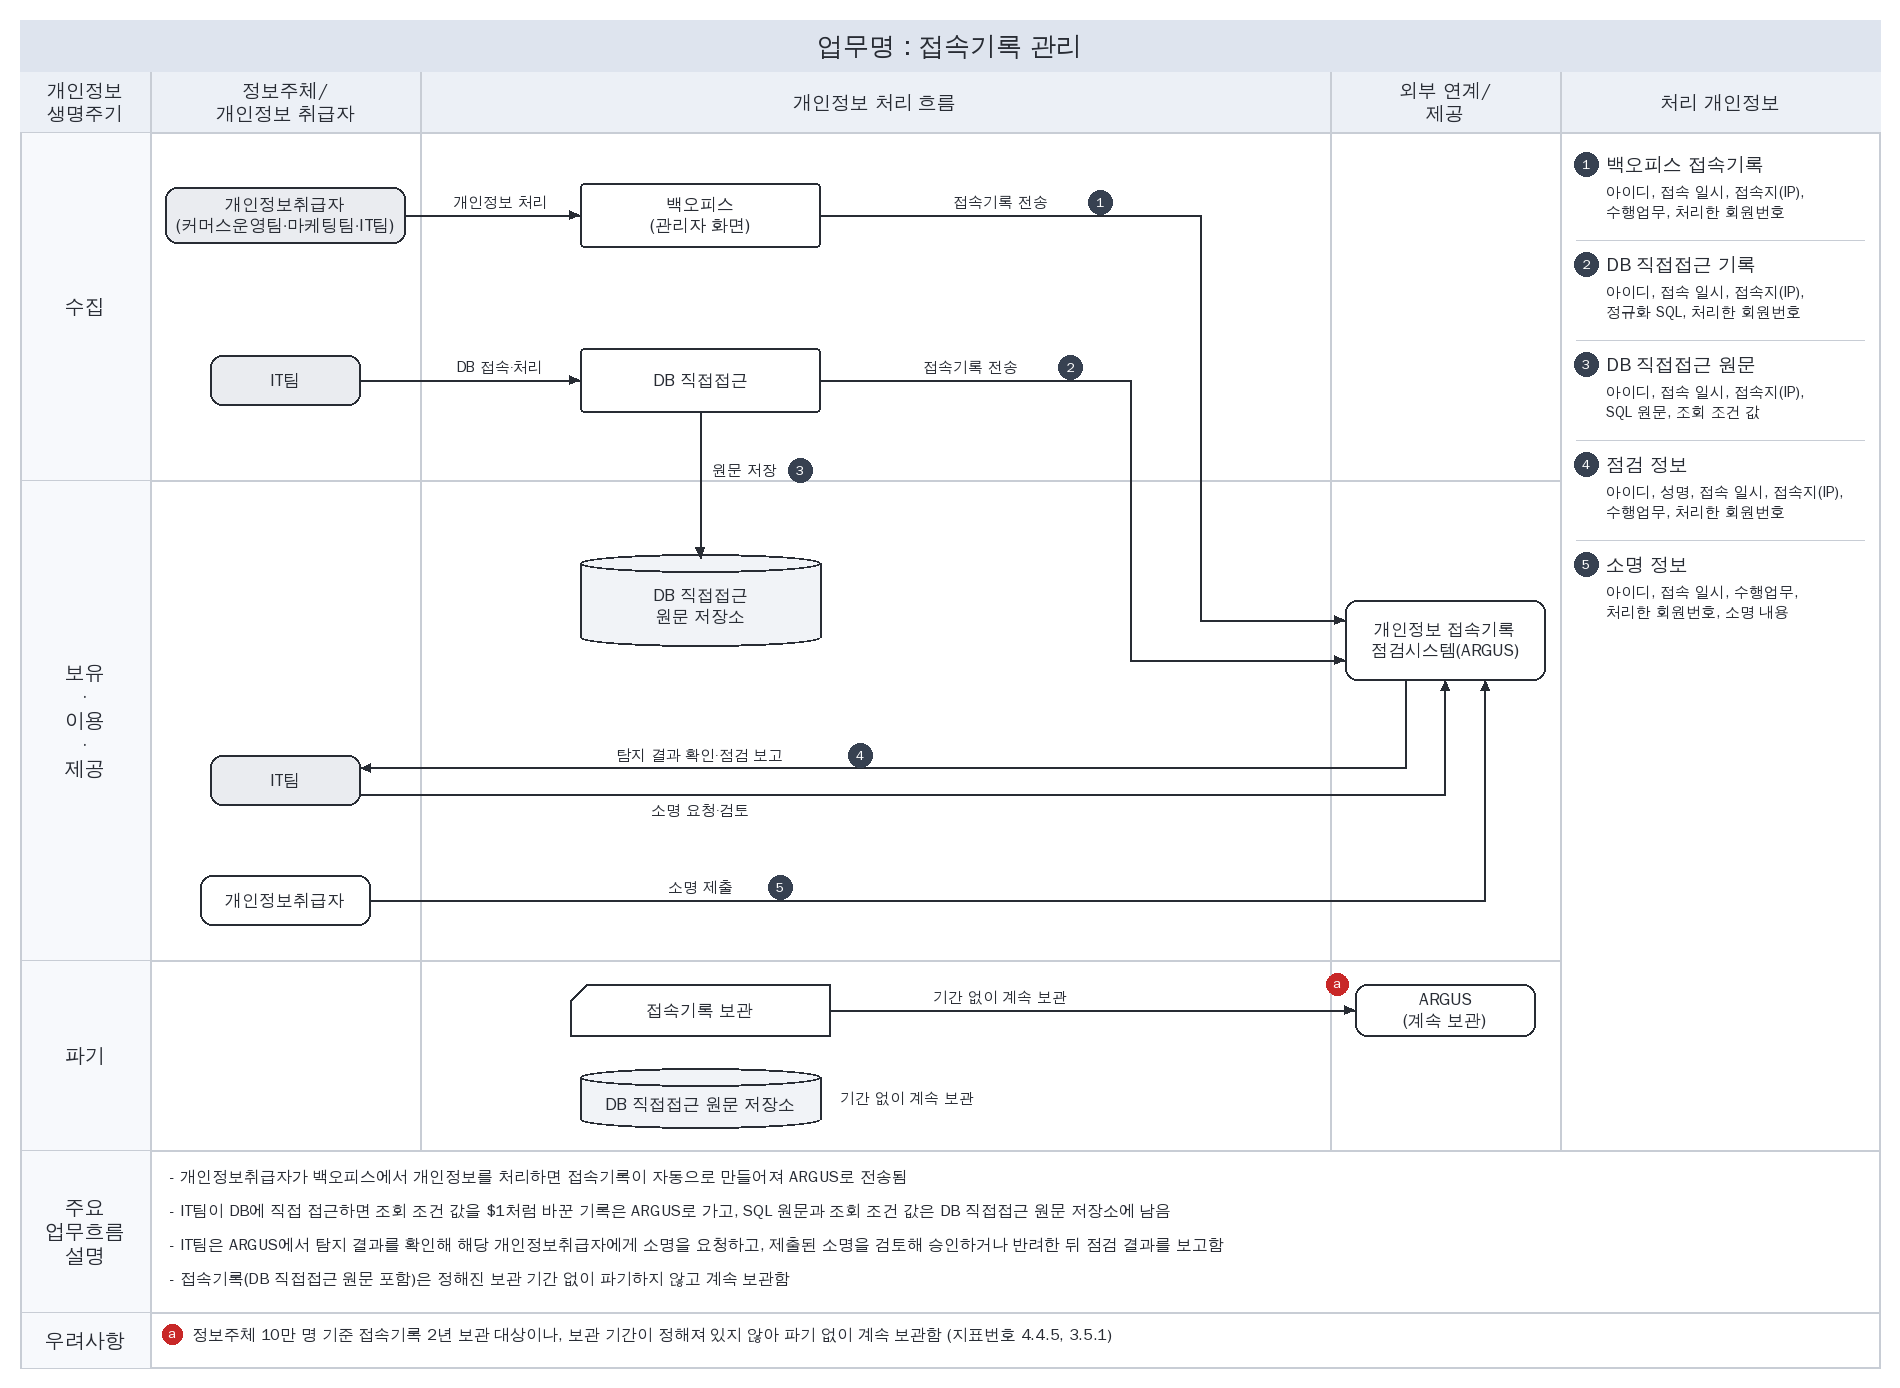 업무명 : 접속기록 관리
개인정보
생명주기
정보주체/
개인정보 취급자
개인정보 처리 흐름
외부 연계/
제공
처리 개인정보
수집
개인정보취급자
(커머스운영팀·마케팅팀·IT팀)
개인정보 처리
백오피스
(관리자 화면)
접속기록 전송
1
IT팀
DB 접속·처리
DB 직접접근
접속기록 전송
2
원문 저장
3
보유
·
이용
·
제공
DB 직접접근
원문 저장소
개인정보 접속기록
점검시스템(ARGUS)
탐지 결과 확인·점검 보고
4
IT팀
소명 요청·검토
소명 제출
5
개인정보취급자
파기
접속기록 보관
기간 없이 계속 보관
a
ARGUS
(계속 보관)
DB 직접접근 원문 저장소
기간 없이 계속 보관
1
백오피스 접속기록
아이디, 접속 일시, 접속지(IP),
수행업무, 처리한 회원번호
2
DB 직접접근 기록
아이디, 접속 일시, 접속지(IP),
정규화 SQL, 처리한 회원번호
3
DB 직접접근 원문
아이디, 접속 일시, 접속지(IP),
SQL 원문, 조회 조건 값
4
점검 정보
아이디, 성명, 접속 일시, 접속지(IP),
수행업무, 처리한 회원번호
5
소명 정보
아이디, 접속 일시, 수행업무,
처리한 회원번호, 소명 내용
주요
업무흐름
설명
- 개인정보취급자가 백오피스에서 개인정보를 처리하면 접속기록이 자동으로 만들어져 ARGUS로 전송됨
- IT팀이 DB에 직접 접근하면 조회 조건 값을 $1처럼 바꾼 기록은 ARGUS로 가고, SQL 원문과 조회 조건 값은 DB 직접접근 원문 저장소에 남음
- IT팀은 ARGUS에서 탐지 결과를 확인해 해당 개인정보취급자에게 소명을 요청하고, 제출된 소명을 검토해 승인하거나 반려한 뒤 점검 결과를 보고함
- 접속기록(DB 직접접근 원문 포함)은 정해진 보관 기간 없이 파기하지 않고 계속 보관함
우려사항
a 정보주체 10만 명 기준 접속기록 2년 보관 대상이나, 보관 기간이 정해져 있지 않아 파기 없이 계속 보관함 (지표번호 4.4.5, 3.5.1)